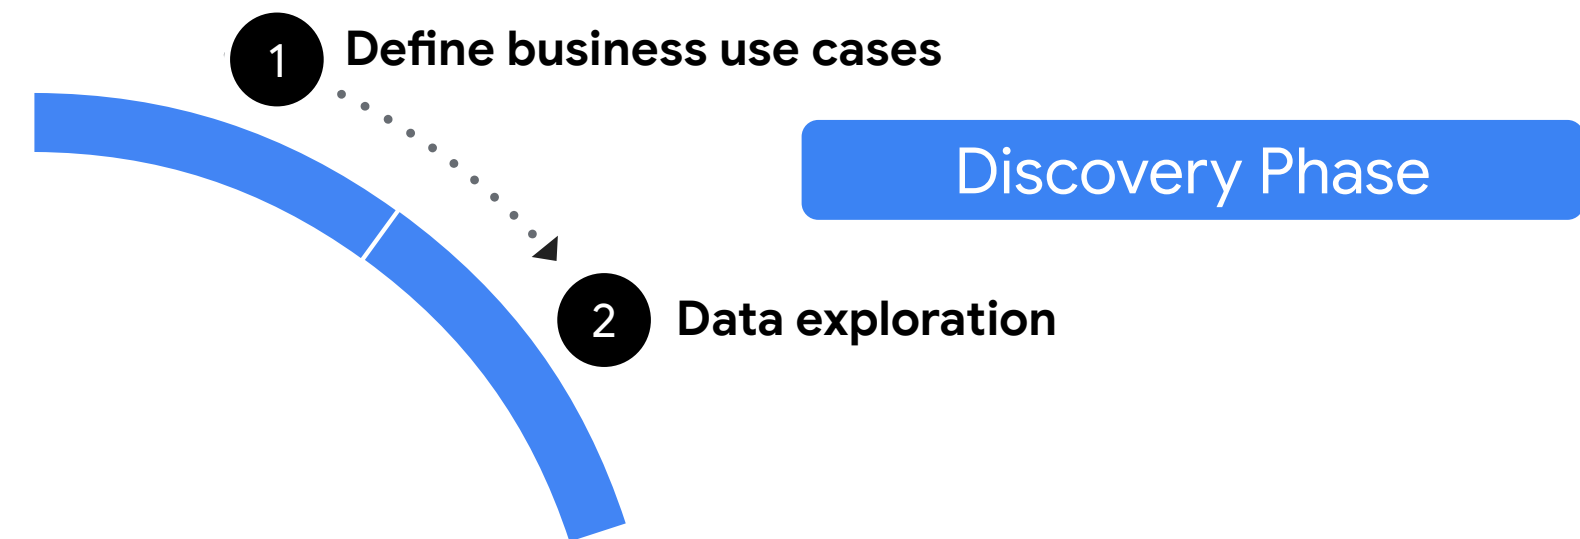 1 Define business use cases
Discovery Phase
2 Data exploration